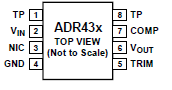 TP 1 8 TP
VIN 2 ADR43x 7 COMP
NIC 3 TOP VIEW 6 VOUT
GND 4 (Not to Scale) 5 TRIM